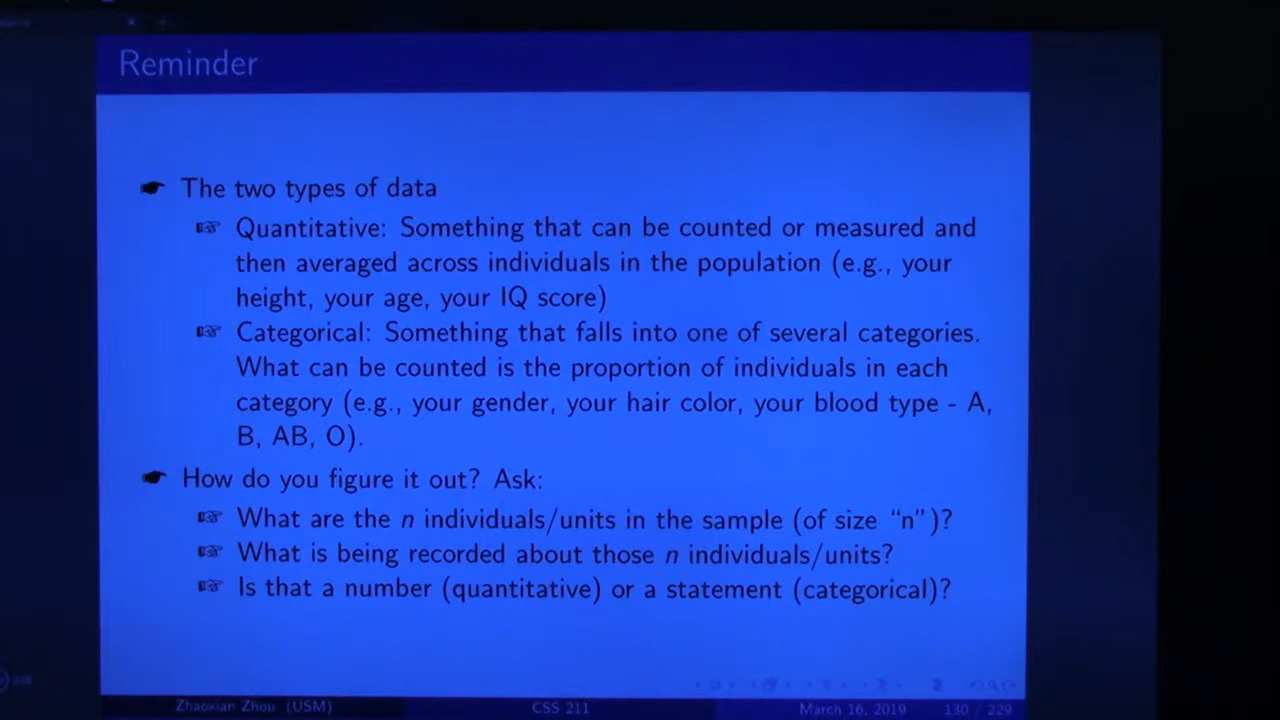 Reminder
The two types of data
Quantitative: Something that can be counted or measured and
then averaged across individuals in the population (e.g., your
height, your age, your IQ score)
Categorical: Something that falls into one of several categories.
What can be counted is the proportion of individuals in each
category (e.g., your gender, your hair color, your blood type - A,
B, AB, O).
How do you figure it out? Ask:
What are the n individuals/units in the sample (of size “n”)?
What is being recorded about those n individuals/units?
Is that a number (quantitative) or a statement (categorical)?
Zhaoxian Zhou (USM) CSS 211 March 16, 2019 130 / 229